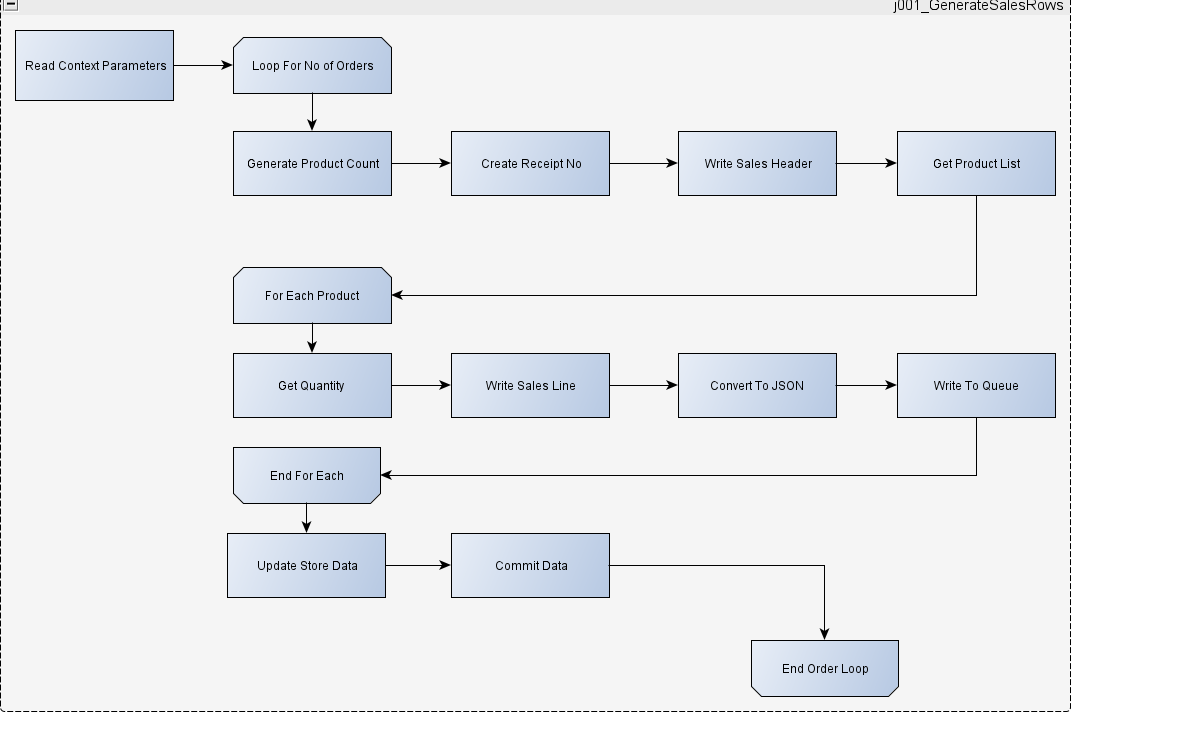 j001_GenerateSalesRows
Read Context Parameters
Loop For No of Orders
Generate Product Count
Create Receipt No
Write Sales Header
Get Product List
For Each Product
Get Quantity
Write Sales Line
Convert To JSON
Write To Queue
End For Each
Update Store Data
Commit Data
End Order Loop